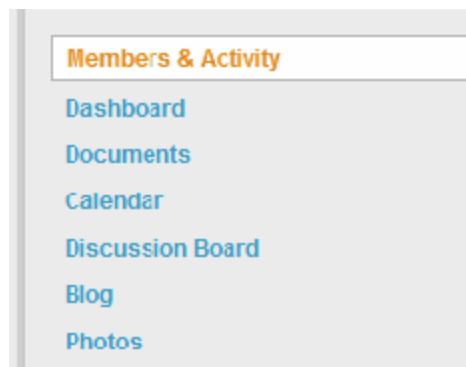 Members & Activity
Dashboard
Documents
Calendar
Discussion Board
Blog
Photos